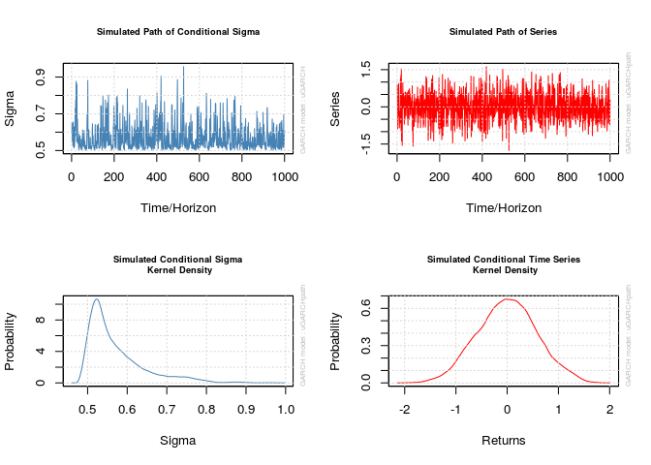 Simulated Path of Conditional Sigma
Sigma
0.5 0.7 0.9
0 200 400 600 800 1000
Time/Horizon
GARCH model : uGARCH
Simulated Path of Series
Series
-1.5 0.0 1.5
0 200 400 600 800 1000
Time/Horizon
GARCH model : uGARCHpath
Simulated Conditional Sigma
Kernel Density
Probability
0 4 8
0.5 0.6 0.7 0.8 0.9 1.0
Sigma
GARCH model : uGARCHpath
Simulated Conditional Time Series
Kernel Density
Probability
0.0 0.3 0.6
-2 -1 0 1 2
Returns
GARCH model : uGARCHpath